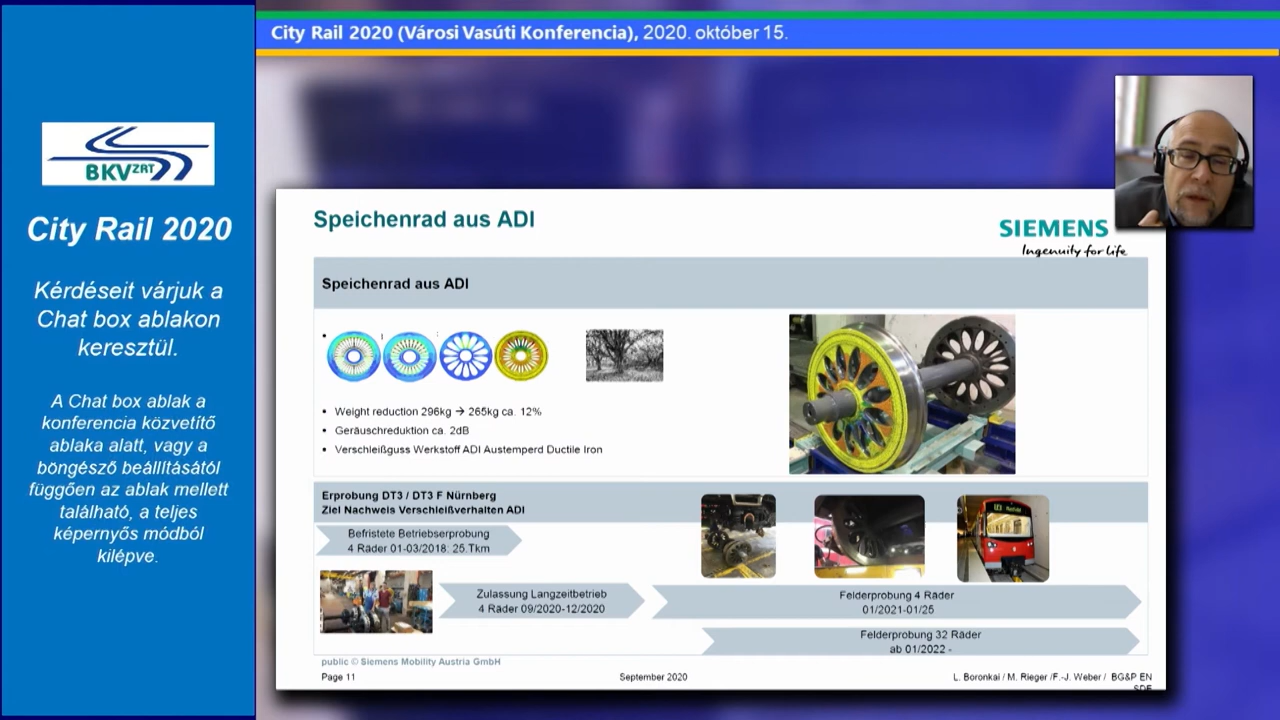 City Rail 2020 (Városi Vasúti Konferencia), 2020. október 15.
BKV ZRT
City Rail 2020
Kérdéseit várjuk a
Chat box ablakon
keresztül.
A Chat box ablak a
konferencia közvetítő
ablaka alatt, vagy a
böngésző beállításától
függően az ablak mellett
található, a teljes
képernyős módból
kilépve.
Speichenrad aus ADI
SIEMENS
Ingenuity for life
Speichenrad aus ADI
• Weight reduction 296kg → 265kg ca. 12%
• Geräuschreduktion ca. 2dB
• Verschleißguss Werkstoff ADI Austemperd Ductile Iron
Erprobung DT3 / DT3 F Nürnberg
Ziel Nachweis Verschleißverhalten ADI
Befristete Betriebserprobung
4 Räder 01-03/2018: 25.Tkm
Zulassung Langzeitbetrieb
4 Räder 09/2020-12/2020
Felderprobung 4 Räder
01/2021-01/25
Felderprobung 32 Räder
ab 01/2022 -
public © Siemens Mobility Austria GmbH
Page 11
September 2020
L. Boronkai / M. Rieger /F.-J. Weber / BG&P EN
SDE